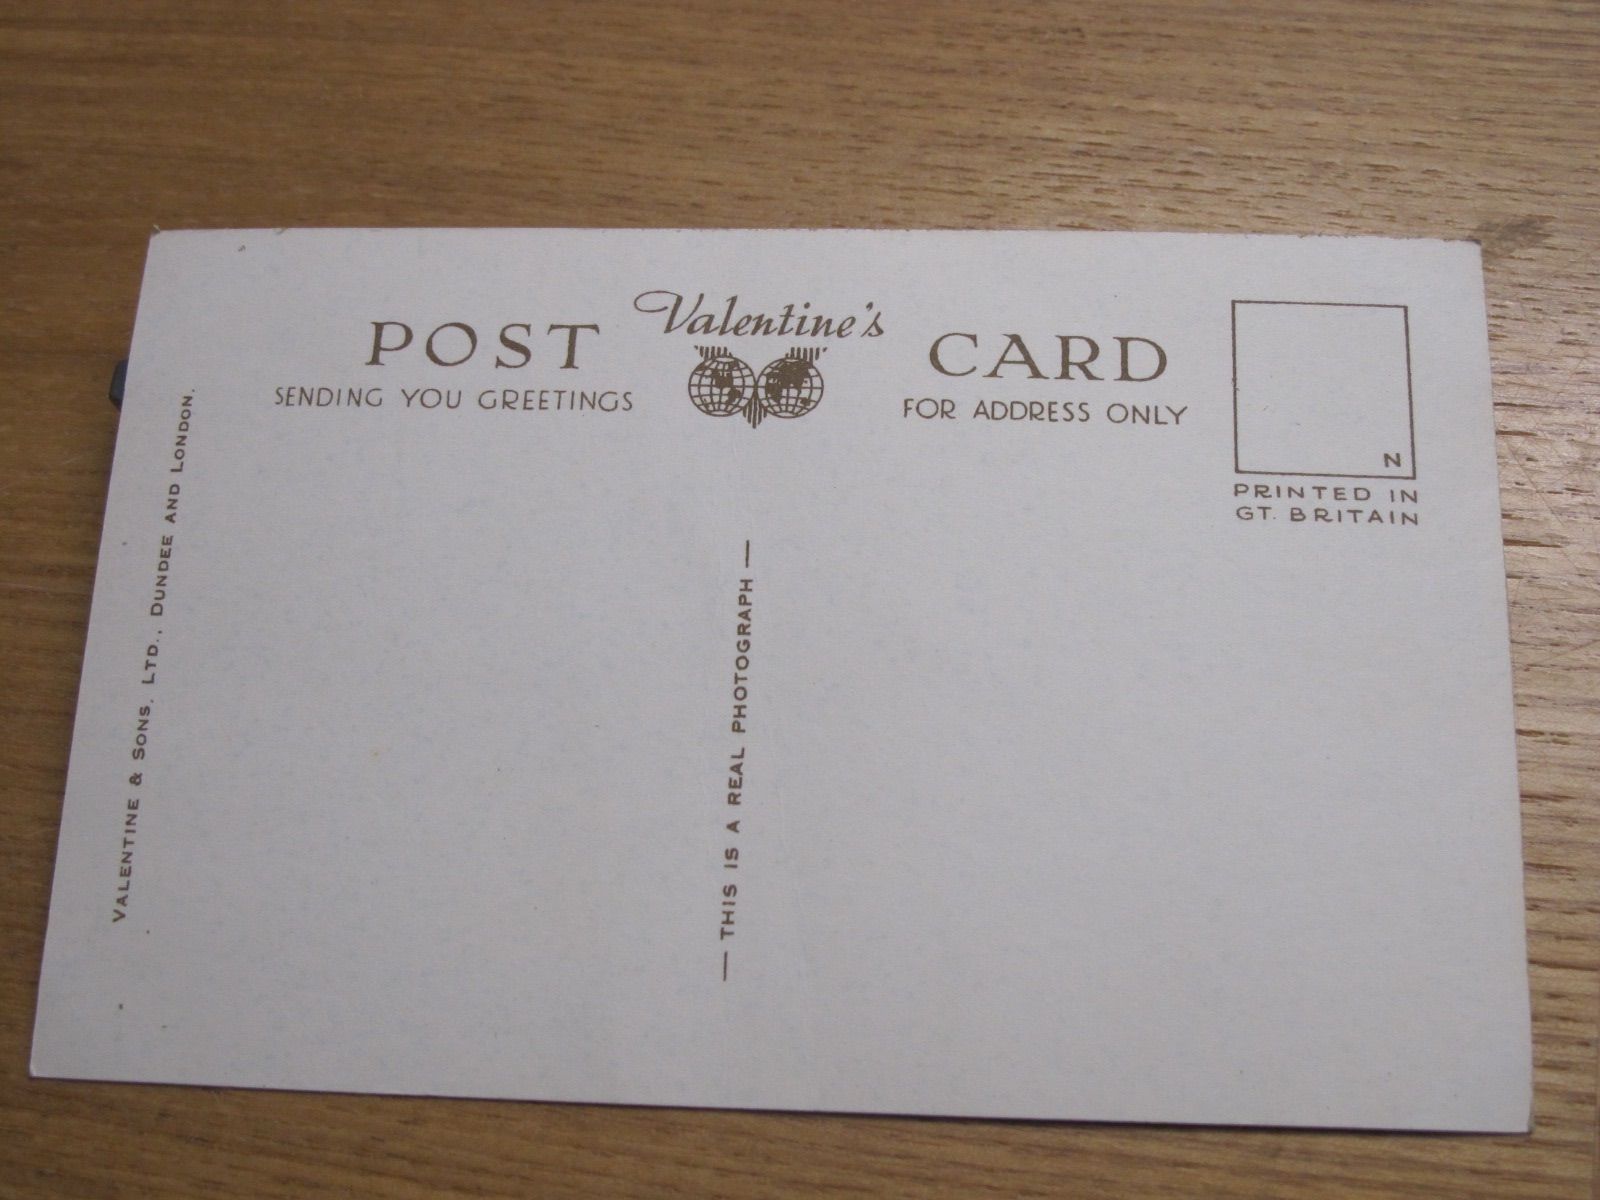 Valentine's
POST CARD
SENDING YOU GREETINGS
FOR ADDRESS ONLY
N
PRINTED IN
GT. BRITAIN
VALENTINE & SONS, LTD., DUNDEE AND LONDON.
— THIS IS A REAL PHOTOGRAPH —